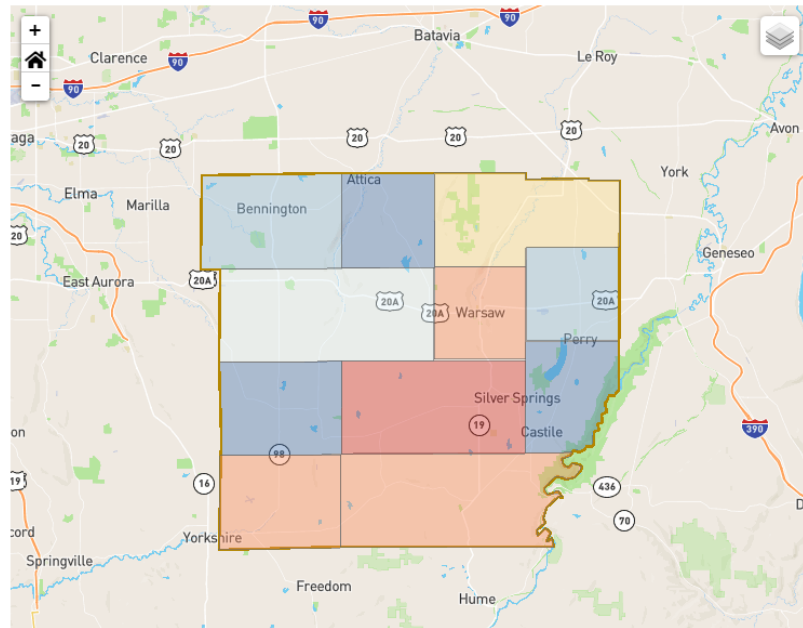 +
−
90
90
Batavia
Clarence
90
Le Roy
90
20
20
20
Avon
aga
20
20
York
Attica
Elma
Marilla
Bennington
20
Geneseo
East Aurora
20A
20A
20A
20A
Warsaw
Perry
Silver Springs
on
19
Castile
390
98
19
16
436
D
70
cord
Yorkshire
Springville
Freedom
Hume